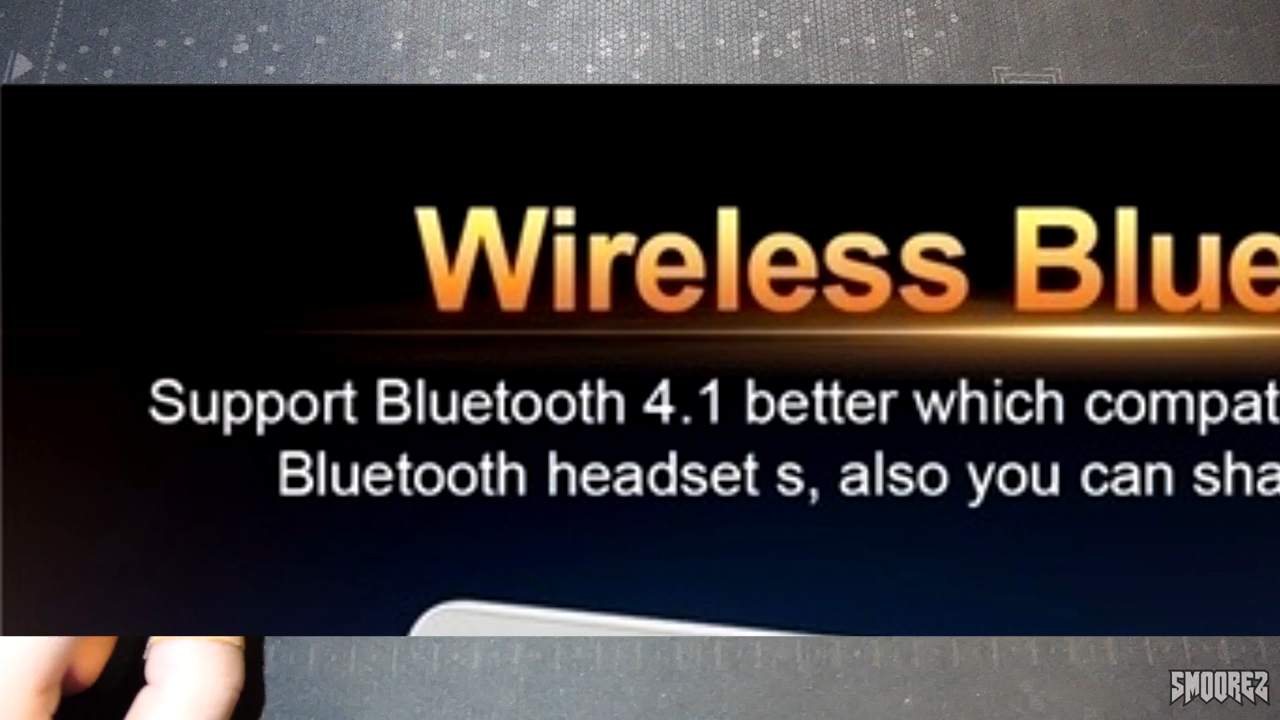 Wireless Blue
Support Bluetooth 4.1 better which compat
Bluetooth headset s, also you can sha
SMOOREZ